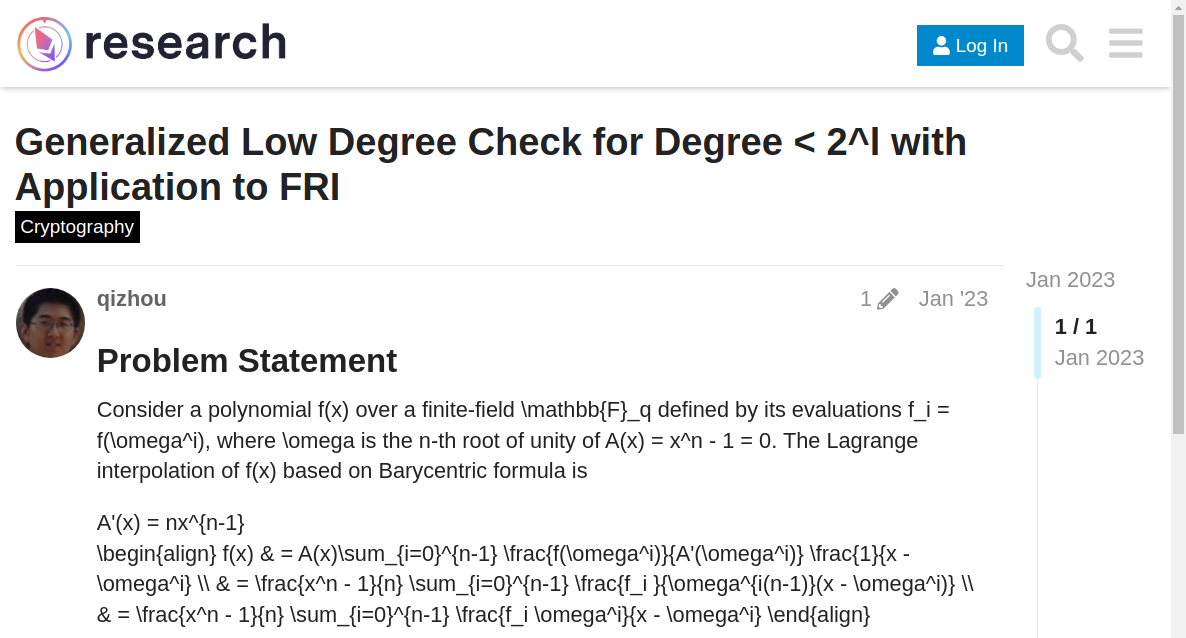 research
Log In
Generalized Low Degree Check for Degree < 2^l with
Application to FRI
Cryptography
Jan 2023
qizhou
1
Jan '23
1 / 1
Jan 2023
Problem Statement
Consider a polynomial f(x) over a finite-field \mathbb{F}_q defined by its evaluations f_i =
f(\omega^i), where \omega is the n-th root of unity of A(x) = x^n - 1 = 0. The Lagrange
interpolation of f(x) based on Barycentric formula is
A'(x) = nx^{n-1}
\begin{align} f(x) & = A(x)\sum_{i=0}^{n-1} \frac{f(\omega^i)}{A'(\omega^i)} \frac{1}{x -
\omega^i} \\ & = \frac{x^n - 1}{n} \sum_{i=0}^{n-1} \frac{f_i }{\omega^{i(n-1)}(x - \omega^i)} \\
& = \frac{x^n - 1}{n} \sum_{i=0}^{n-1} \frac{f_i \omega^i}{x - \omega^i} \end{align}